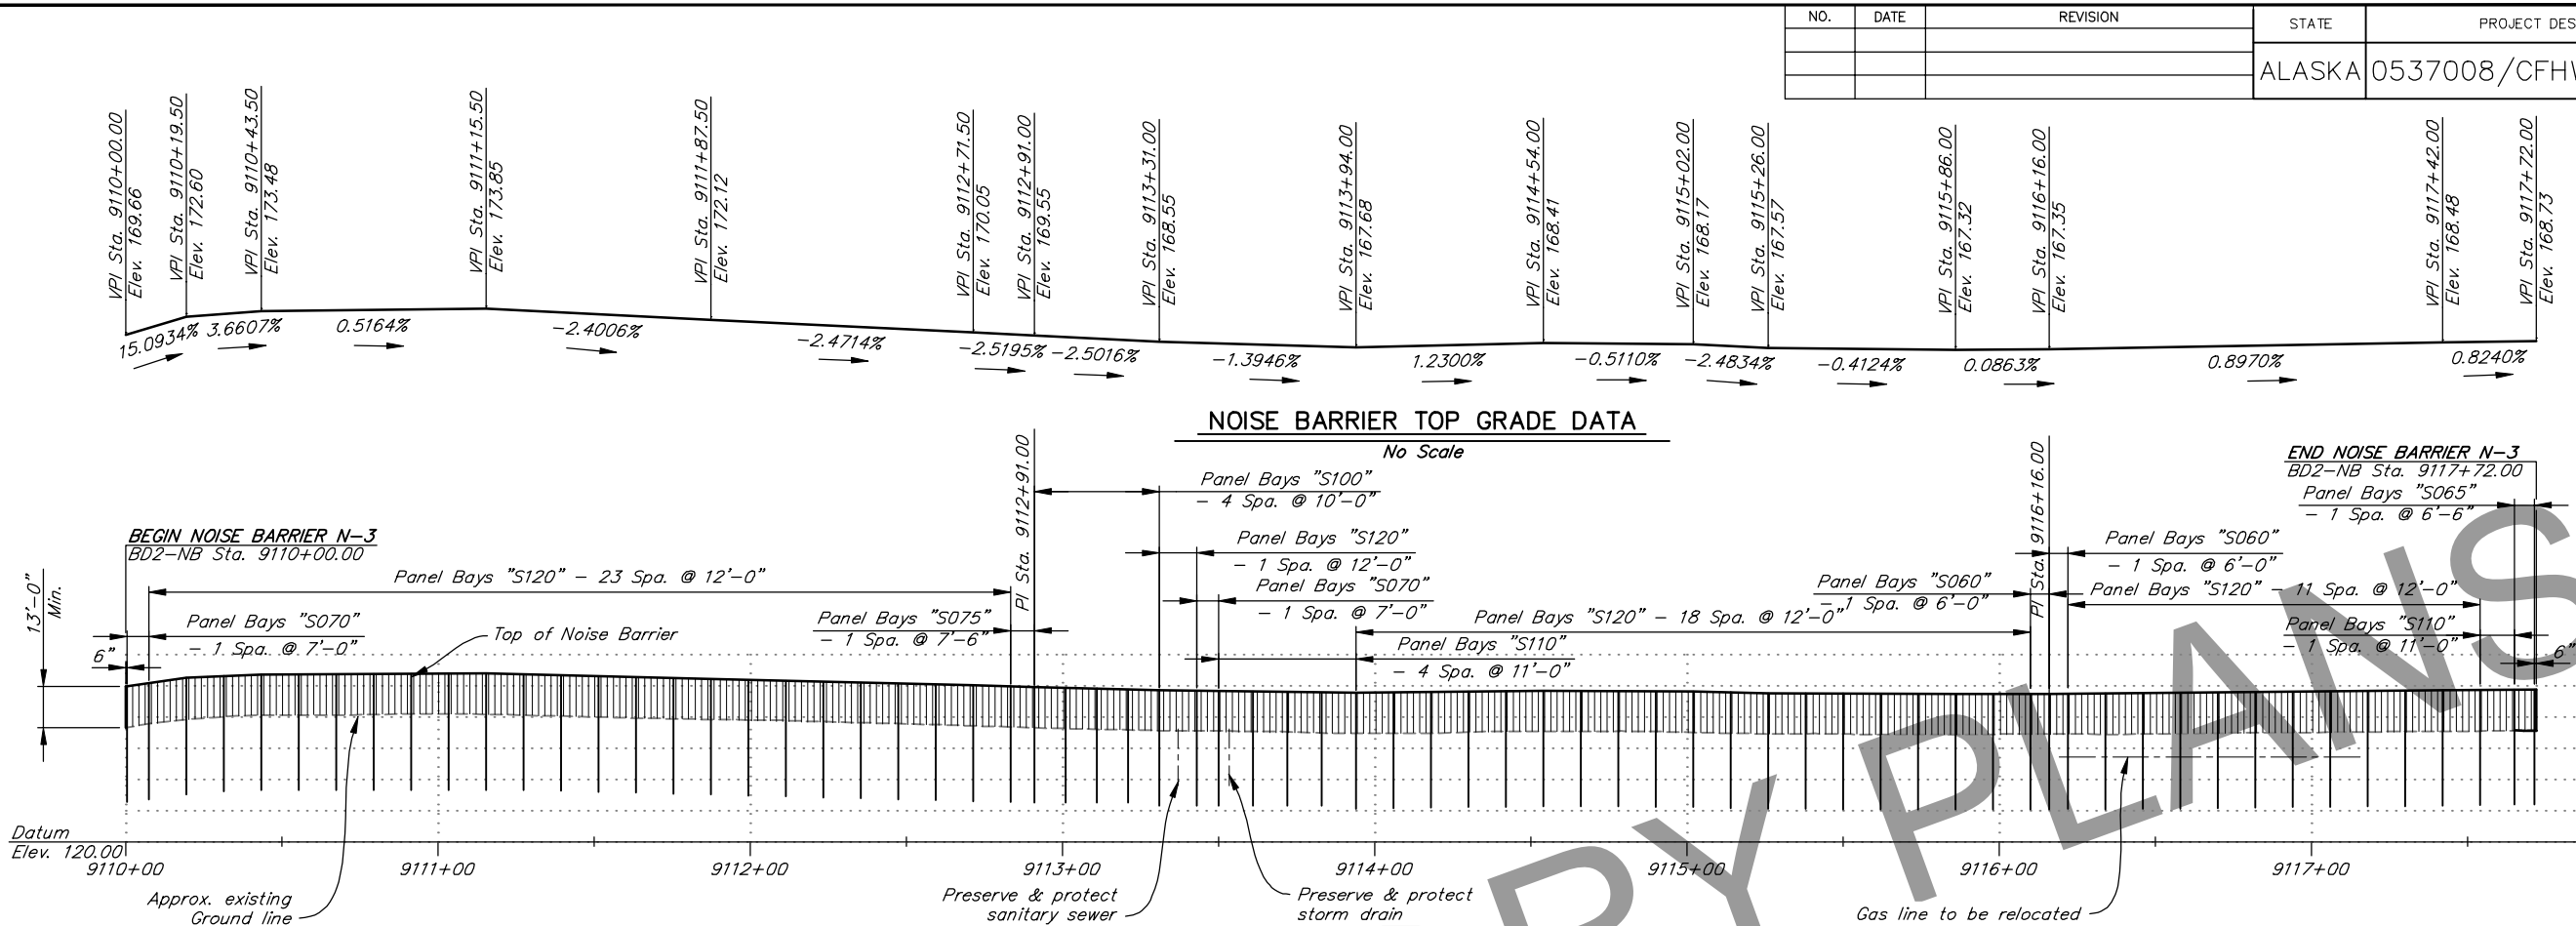 NO. DATE REVISION STATE PROJECT DES
ALASKA 0537008/CFHW
VPI Sta. 9110+00.00
Elev. 169.66
VPI Sta. 9110+19.50
Elev. 172.60
VPI Sta. 9110+43.50
Elev. 173.48
VPI Sta. 9111+15.50
Elev. 173.85
VPI Sta. 9111+87.50
Elev. 172.12
VPI Sta. 9112+71.50
Elev. 170.05
VPI Sta. 9112+91.00
Elev. 169.55
VPI Sta. 9113+31.00
Elev. 168.55
VPI Sta. 9113+94.00
Elev. 167.68
VPI Sta. 9114+54.00
Elev. 168.41
VPI Sta. 9115+02.00
Elev. 168.17
VPI Sta. 9115+26.00
Elev. 167.57
VPI Sta. 9115+86.00
Elev. 167.32
VPI Sta. 9116+16.00
Elev. 167.35
VPI Sta. 9117+42.00
Elev. 168.48
VPI Sta. 9117+72.00
Elev. 168.73
15.0934% 3.6607% 0.5164% -2.4006% -2.4714% -2.5195% -2.5016% -1.3946% 1.2300% -0.5110% -2.4834% -0.4124% 0.0863% 0.8970% 0.8240%
NOISE BARRIER TOP GRADE DATA
No Scale
BEGIN NOISE BARRIER N-3
BD2-NB Sta. 9110+00.00
13'-0"
Min.
6"
Panel Bays "S070"
- 1 Spa. @ 7'-0"
Panel Bays "S120" - 23 Spa. @ 12'-0"
Top of Noise Barrier
Panel Bays "S075"
- 1 Spa. @ 7'-6"
PI Sta. 9112+91.00
Panel Bays "S100"
- 4 Spa. @ 10'-0"
Panel Bays "S120"
- 1 Spa. @ 12'-0"
Panel Bays "S070"
- 1 Spa. @ 7'-0"
Panel Bays "S110"
- 4 Spa. @ 11'-0"
Panel Bays "S120" - 18 Spa. @ 12'-0"
Panel Bays "S060"
- 1 Spa. @ 6'-0"
PI Sta. 9116+16.00
Panel Bays "S060"
- 1 Spa. @ 6'-0"
Panel Bays "S120" - 11 Spa. @ 12'-0"
Panel Bays "S110"
- 1 Spa. @ 11'-0"
END NOISE BARRIER N-3
BD2-NB Sta. 9117+72.00
Panel Bays "S065"
- 1 Spa. @ 6'-6"
6"
Datum
Elev. 120.00
9110+00 9111+00 9112+00 9113+00 9114+00 9115+00 9116+00 9117+00
Approx. existing
Ground line
Preserve & protect
sanitary sewer
Preserve & protect
storm drain
Gas line to be relocated
RY PLANS